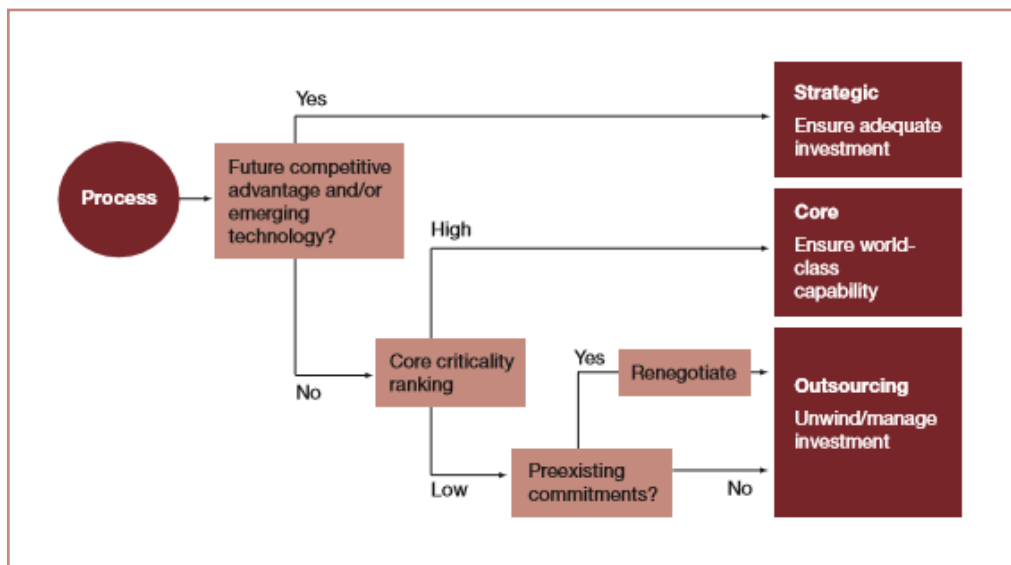 Process
Future competitive
advantage and/or
emerging
technology?
Yes
No
Strategic
Ensure adequate
investment
High
Core
Ensure world-
class
capability
Core criticality
ranking
Low
Preexisting
commitments?
Yes
Renegotiate
No
Outsourcing
Unwind/manage
investment